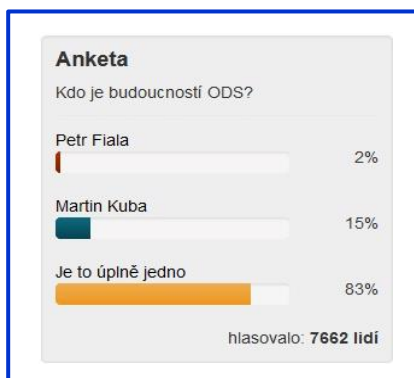 Anketa
Kdo je budoucností ODS?
Petr Fiala
2%
Martin Kuba
15%
Je to úplně jedno
83%
hlasovalo: 7662 lidí